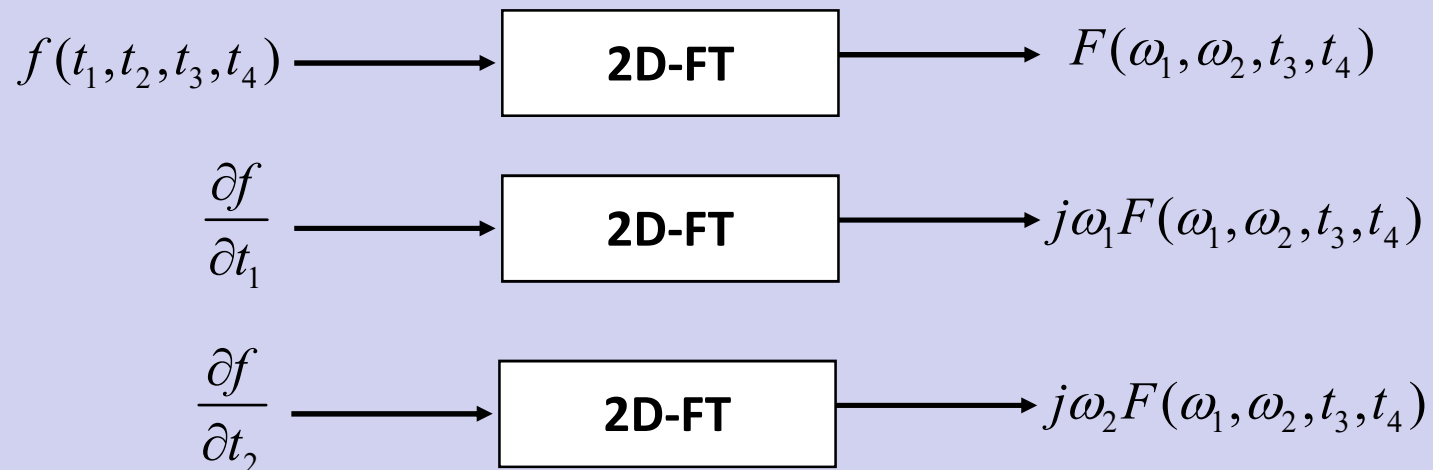 f(t₁,t₂,t₃,t₄) 2D-FT F(ω₁,ω₂,t₃,t₄)
∂f/∂t₁ 2D-FT jω₁F(ω₁,ω₂,t₃,t₄)
∂f/∂t₂ 2D-FT jω₂F(ω₁,ω₂,t₃,t₄)